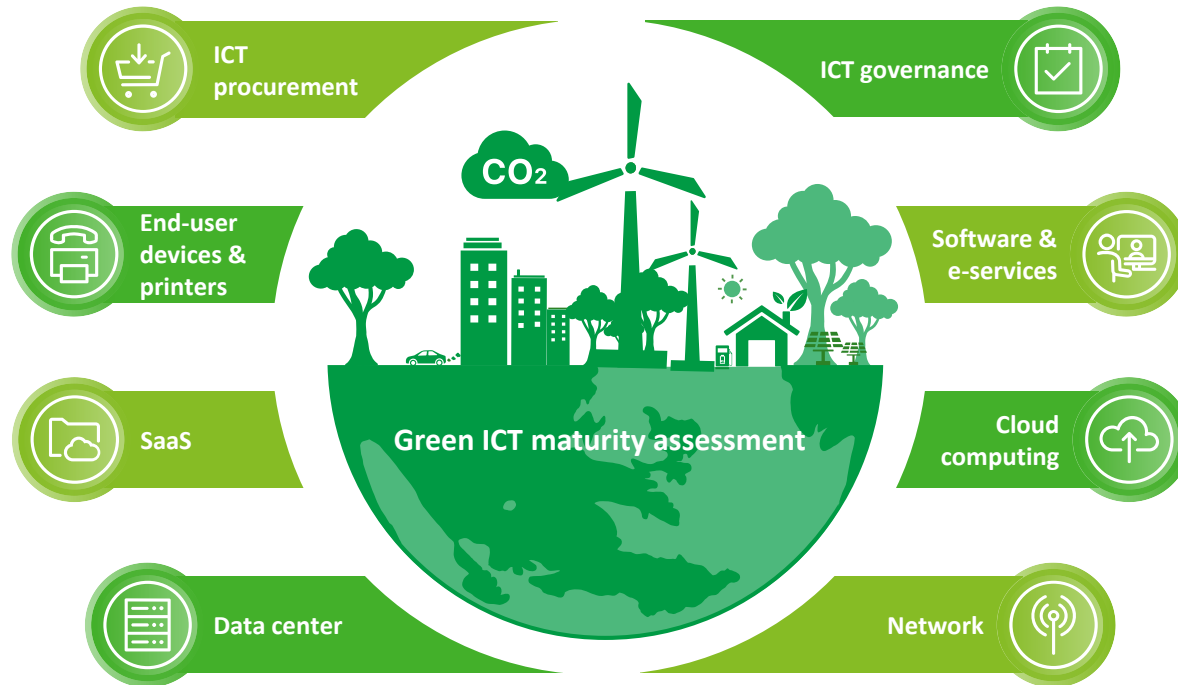 ICT
procurement
ICT governance
CO₂
End-user
devices &
printers
Software &
e-services
Green ICT maturity assessment
SaaS
Cloud
computing
Data center
Network